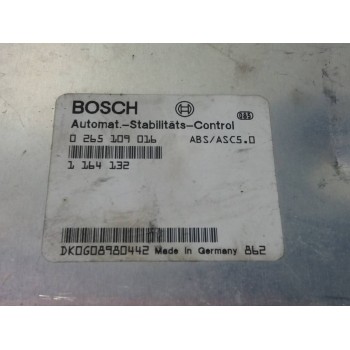 BOSCH
Automat.-Stabilitäts-Control
0 265 109 016 ABS/ASC5.0
1 164 132
DK0G08980442 Made in Germany 862